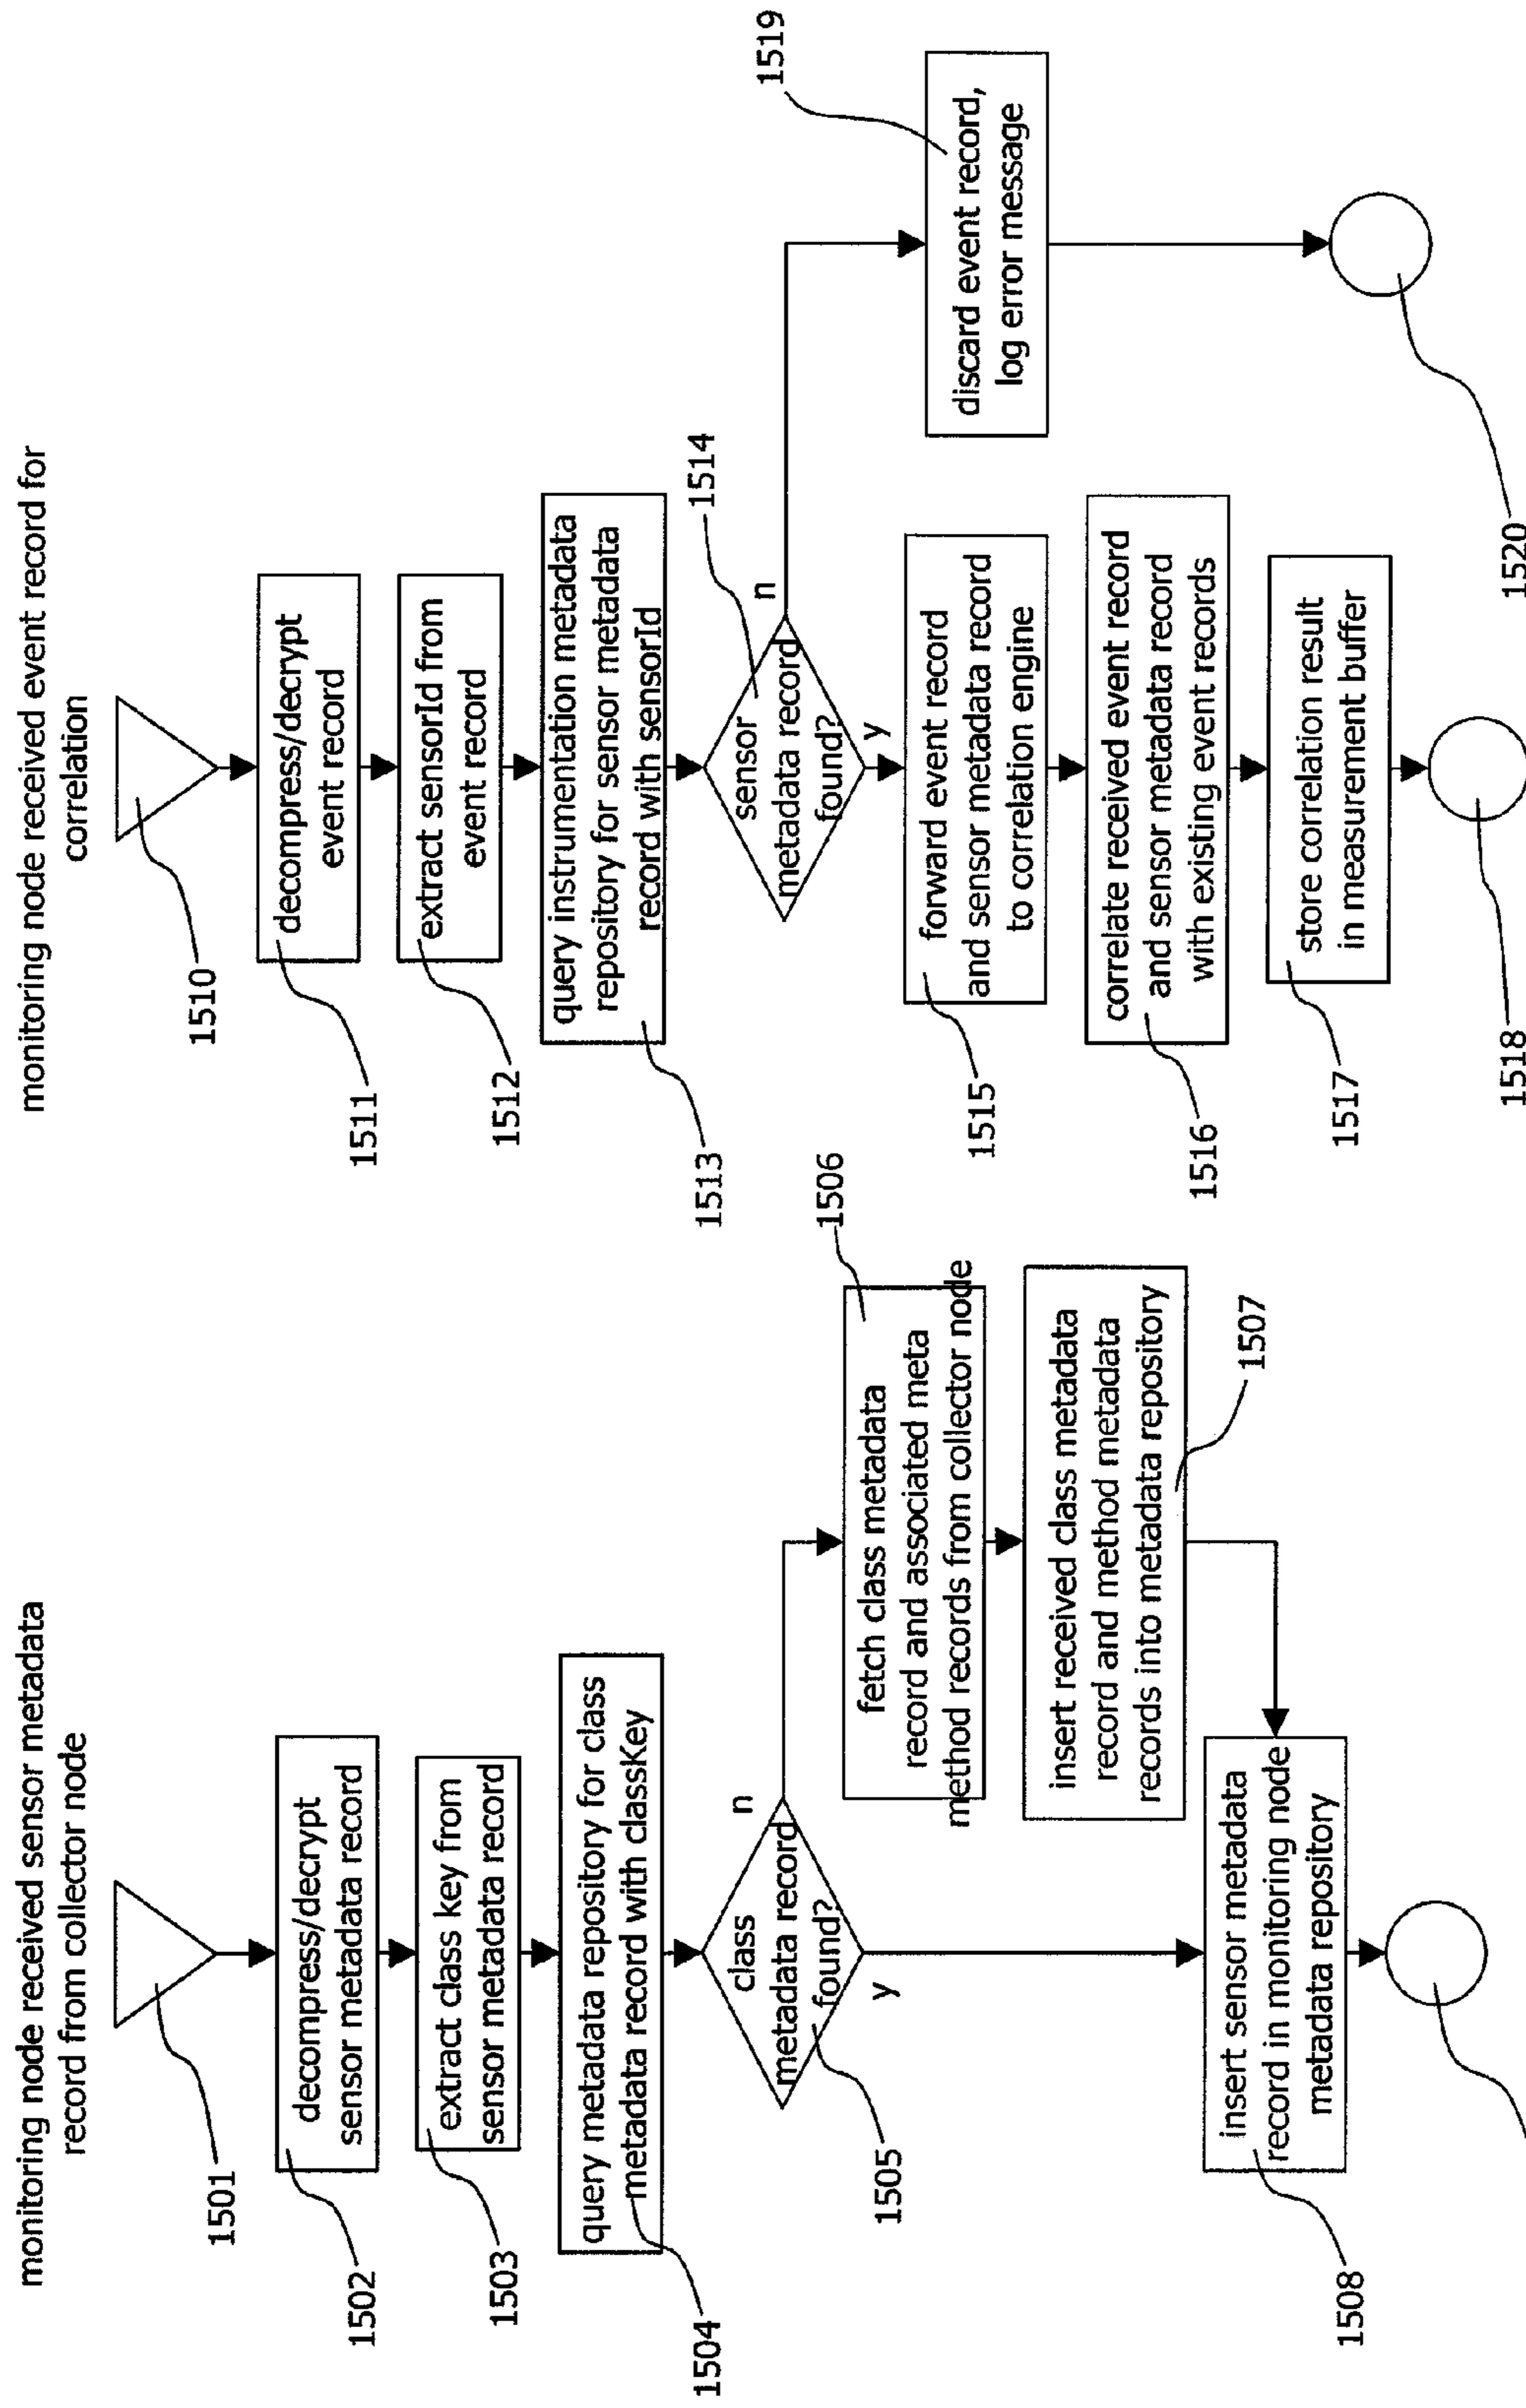 monitoring node received sensor metadata
record from collector node
1501
decompress/decrypt
sensor metadata record
1502
extract class key from
sensor metadata record
1503
query metadata repository for class
metadata record with classKey
1504
class
metadata record
found?
n
y
1505
fetch class metadata
record and associated meta
method records from collector node
1506
insert received class metadata
record and method metadata
records into metadata repository
1507
insert sensor metadata
record in monitoring node
metadata repository
1508
monitoring node received event record for
correlation
1510
decompress/decrypt
event record
1511
extract sensorId from
event record
1512
query instrumentation metadata
repository for sensor metadata
record with sensorId
1513
sensor
metadata record
found?
n
y
1514
forward event record
and sensor metadata record
to correlation engine
1515
correlate received event record
and sensor metadata record
with existing event records
1516
store correlation result
in measurement buffer
1517
1518
discard event record,
log error message
1519
1520